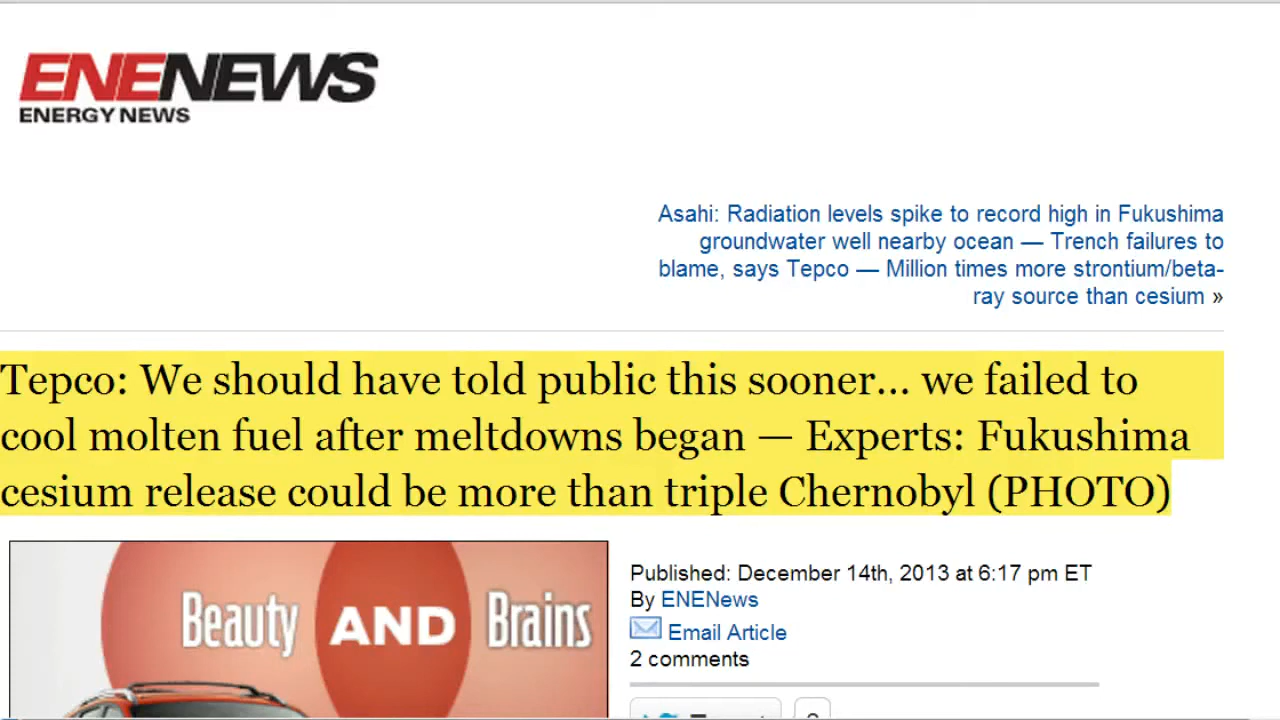 ENENEWS
ENERGY NEWS
Asahi: Radiation levels spike to record high in Fukushima
groundwater well nearby ocean — Trench failures to
blame, says Tepco — Million times more strontium/beta-
ray source than cesium »
Tepco: We should have told public this sooner... we failed to
cool molten fuel after meltdowns began — Experts: Fukushima
cesium release could be more than triple Chernobyl (PHOTO)
Beauty AND Brains
Published: December 14th, 2013 at 6:17 pm ET
By ENENews
Email Article
2 comments